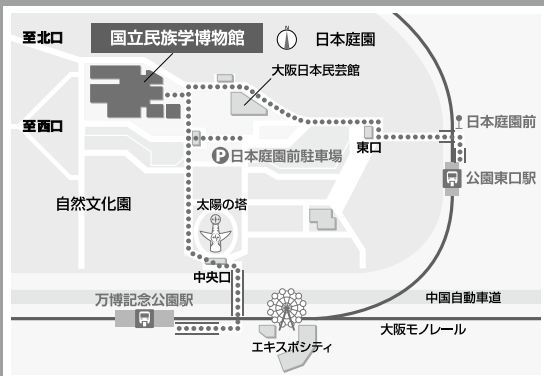 至北口
国立民族学博物館
N
日本庭園
大阪日本民芸館
至西口
日本庭園前
東口
P日本庭園前駐車場
公園東口駅
自然文化園
太陽の塔
中央口
万博記念公園駅
中国自動車道
大阪モノレール
エキスポシティ